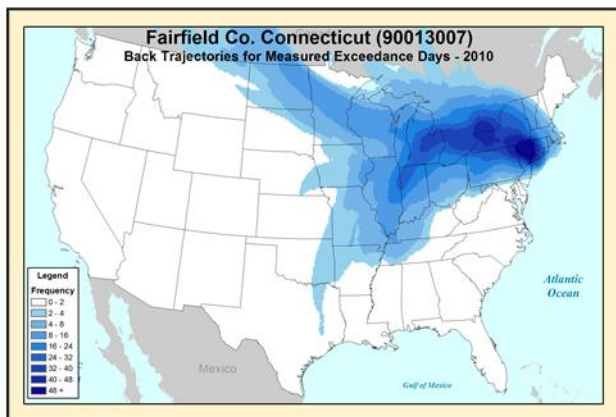 Fairfield Co. Connecticut (90013007)
Back Trajectories for Measured Exceedance Days - 2010
Legend
Frequency
0 - 2
2 - 4
4 - 8
8 - 16
16 - 24
24 - 32
32 - 40
40 - 48
48 +
Mexico
Gulf of Mexico
Atlantic
Ocean